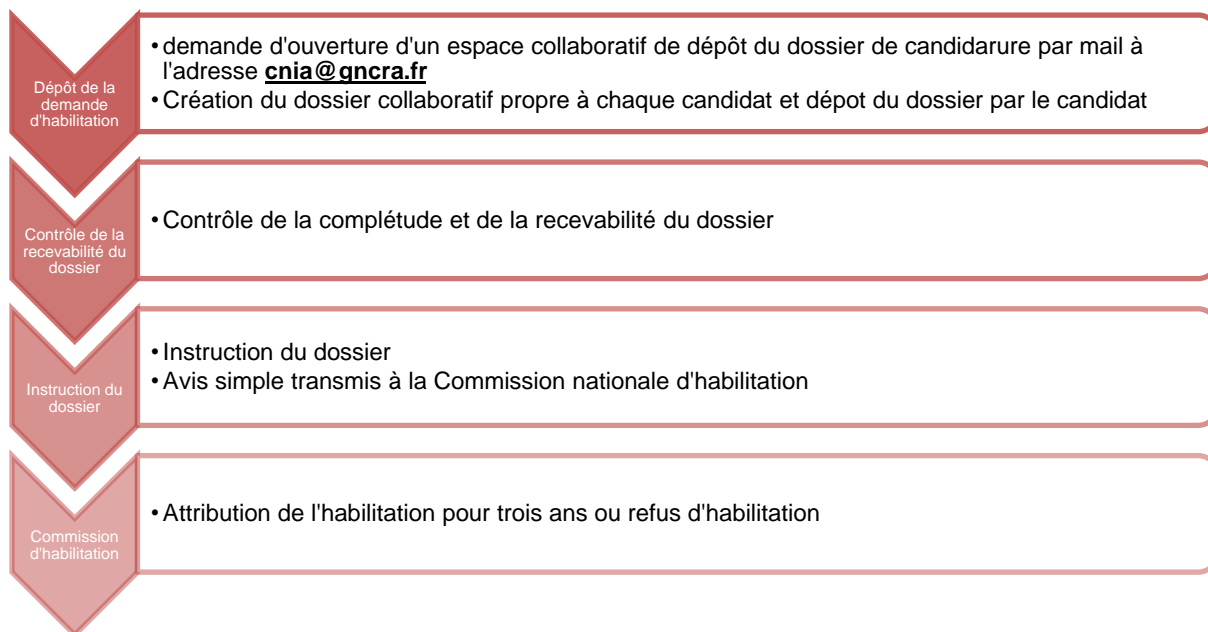 Dépôt de la
demande
d'habilitation
•demande d'ouverture d'un espace collaboratif de dépôt du dossier de candidarure par mail à
l'adresse cnia@gncra.fr
•Création du dossier collaboratif propre à chaque candidat et dépot du dossier par le candidat
Contrôle de la
recevabilité du
dossier
•Contrôle de la complétude et de la recevabilité du dossier
Instruction du
dossier
•Instruction du dossier
•Avis simple transmis à la Commission nationale d'habilitation
Commission
d'habilitation
•Attribution de l'habilitation pour trois ans ou refus d'habilitation